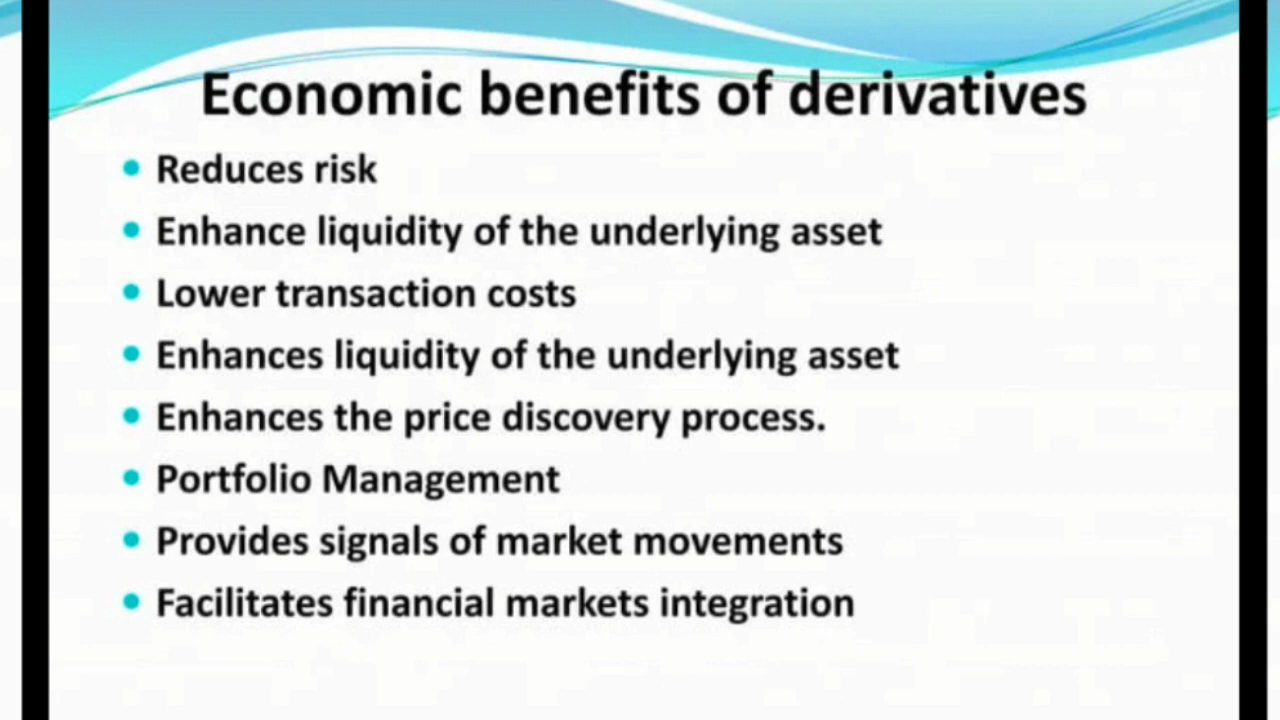 Economic benefits of derivatives
Reduces risk
Enhance liquidity of the underlying asset
Lower transaction costs
Enhances liquidity of the underlying asset
Enhances the price discovery process.
Portfolio Management
Provides signals of market movements
Facilitates financial markets integration